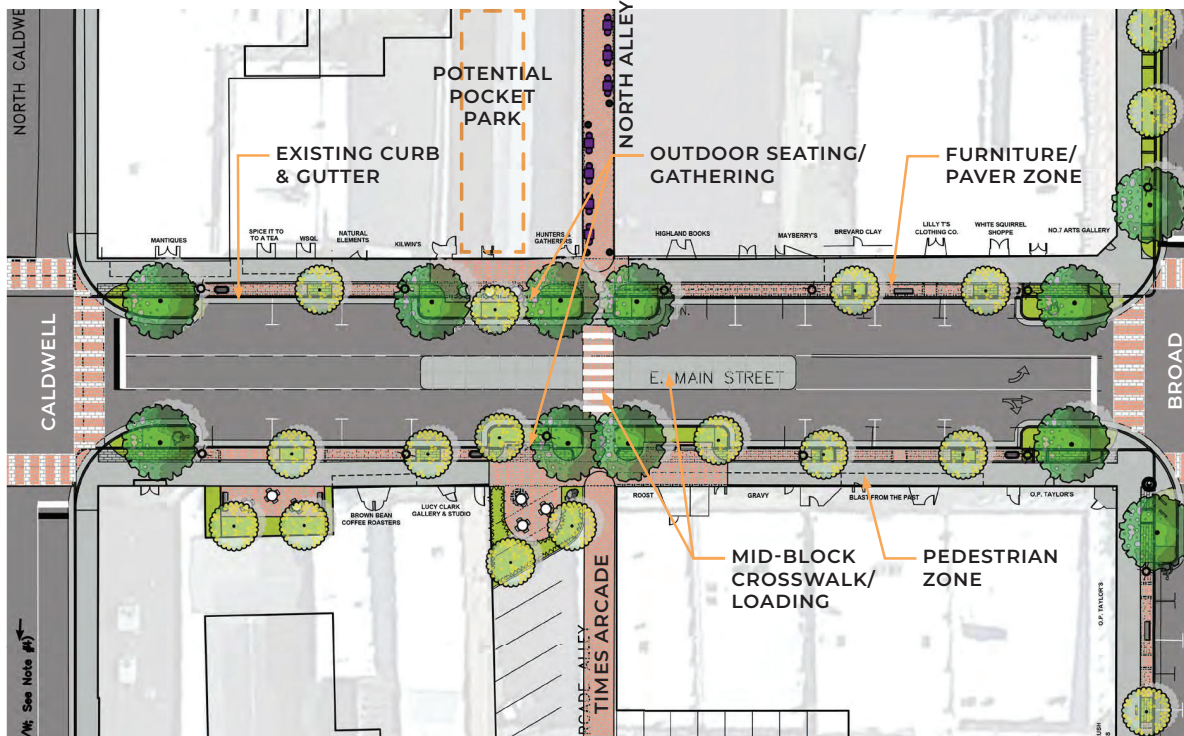 NORTH CALDWEL
POTENTIAL
POCKET
PARK
NORTH ALLEY
EXISTING CURB
& GUTTER
OUTDOOR SEATING/
GATHERING
FURNITURE/
PAVER ZONE
MANTIQUES
SPICE IT TO
TO A TEA
WSQL
NATURAL
ELEMENTS
KILWIN'S
HUNTERS &
GATHERERS
HIGHLAND BOOKS
MAYBERRY'S
BREVARD CLAY
LILLY T'S
CLOTHING CO.
WHITE SQUIRREL
SHOPPE
NO.7 ARTS GALLERY
N.
CALDWELL
E. MAIN STREET
BROAD
BROWN BEAN
COFFEE ROASTERS
LUCY CLARK
GALLERY & STUDIO
ROOST
GRAVY
BLAST FROM THE PAST
O.P. TAYLOR'S
MID-BLOCK
CROSSWALK/
LOADING
PEDESTRIAN
ZONE
TIMES ARCADE
ALLEY
O.P. TAYLOR'S
See Note #4)